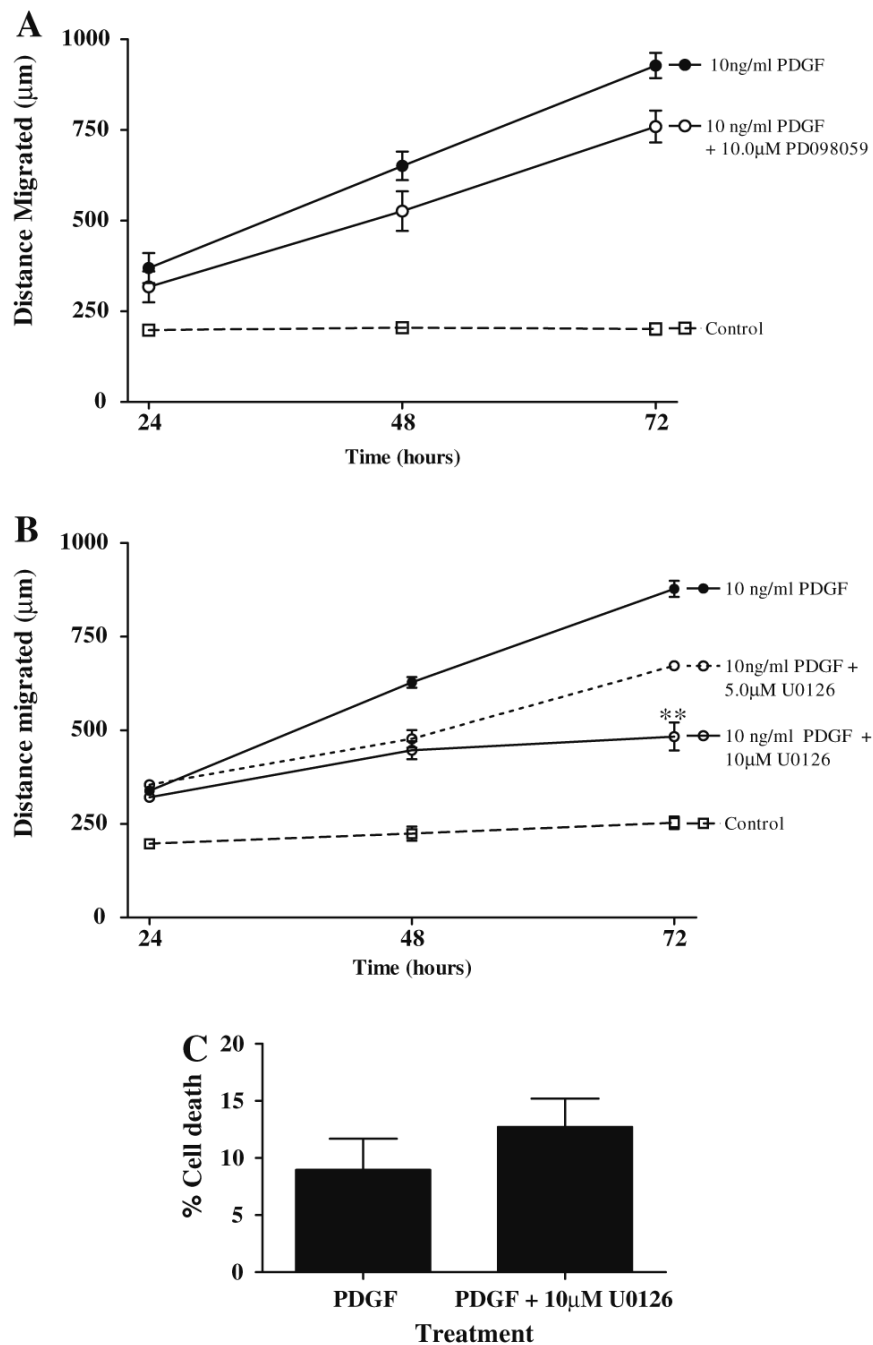 A
1000
750
500
250
0
Distance Migrated (μm)
24
48
72
Time (hours)
10ng/ml PDGF
10 ng/ml PDGF
+ 10.0μM PD098059
Control
B
1000
750
500
250
0
Distance migrated (μm)
24
48
72
Time (hours)
10 ng/ml PDGF
10ng/ml PDGF +
5.0μM U0126
**
10 ng/ml PDGF +
10μM U0126
Control
C
20
15
10
5
0
% Cell death
PDGF
PDGF + 10μM U0126
Treatment